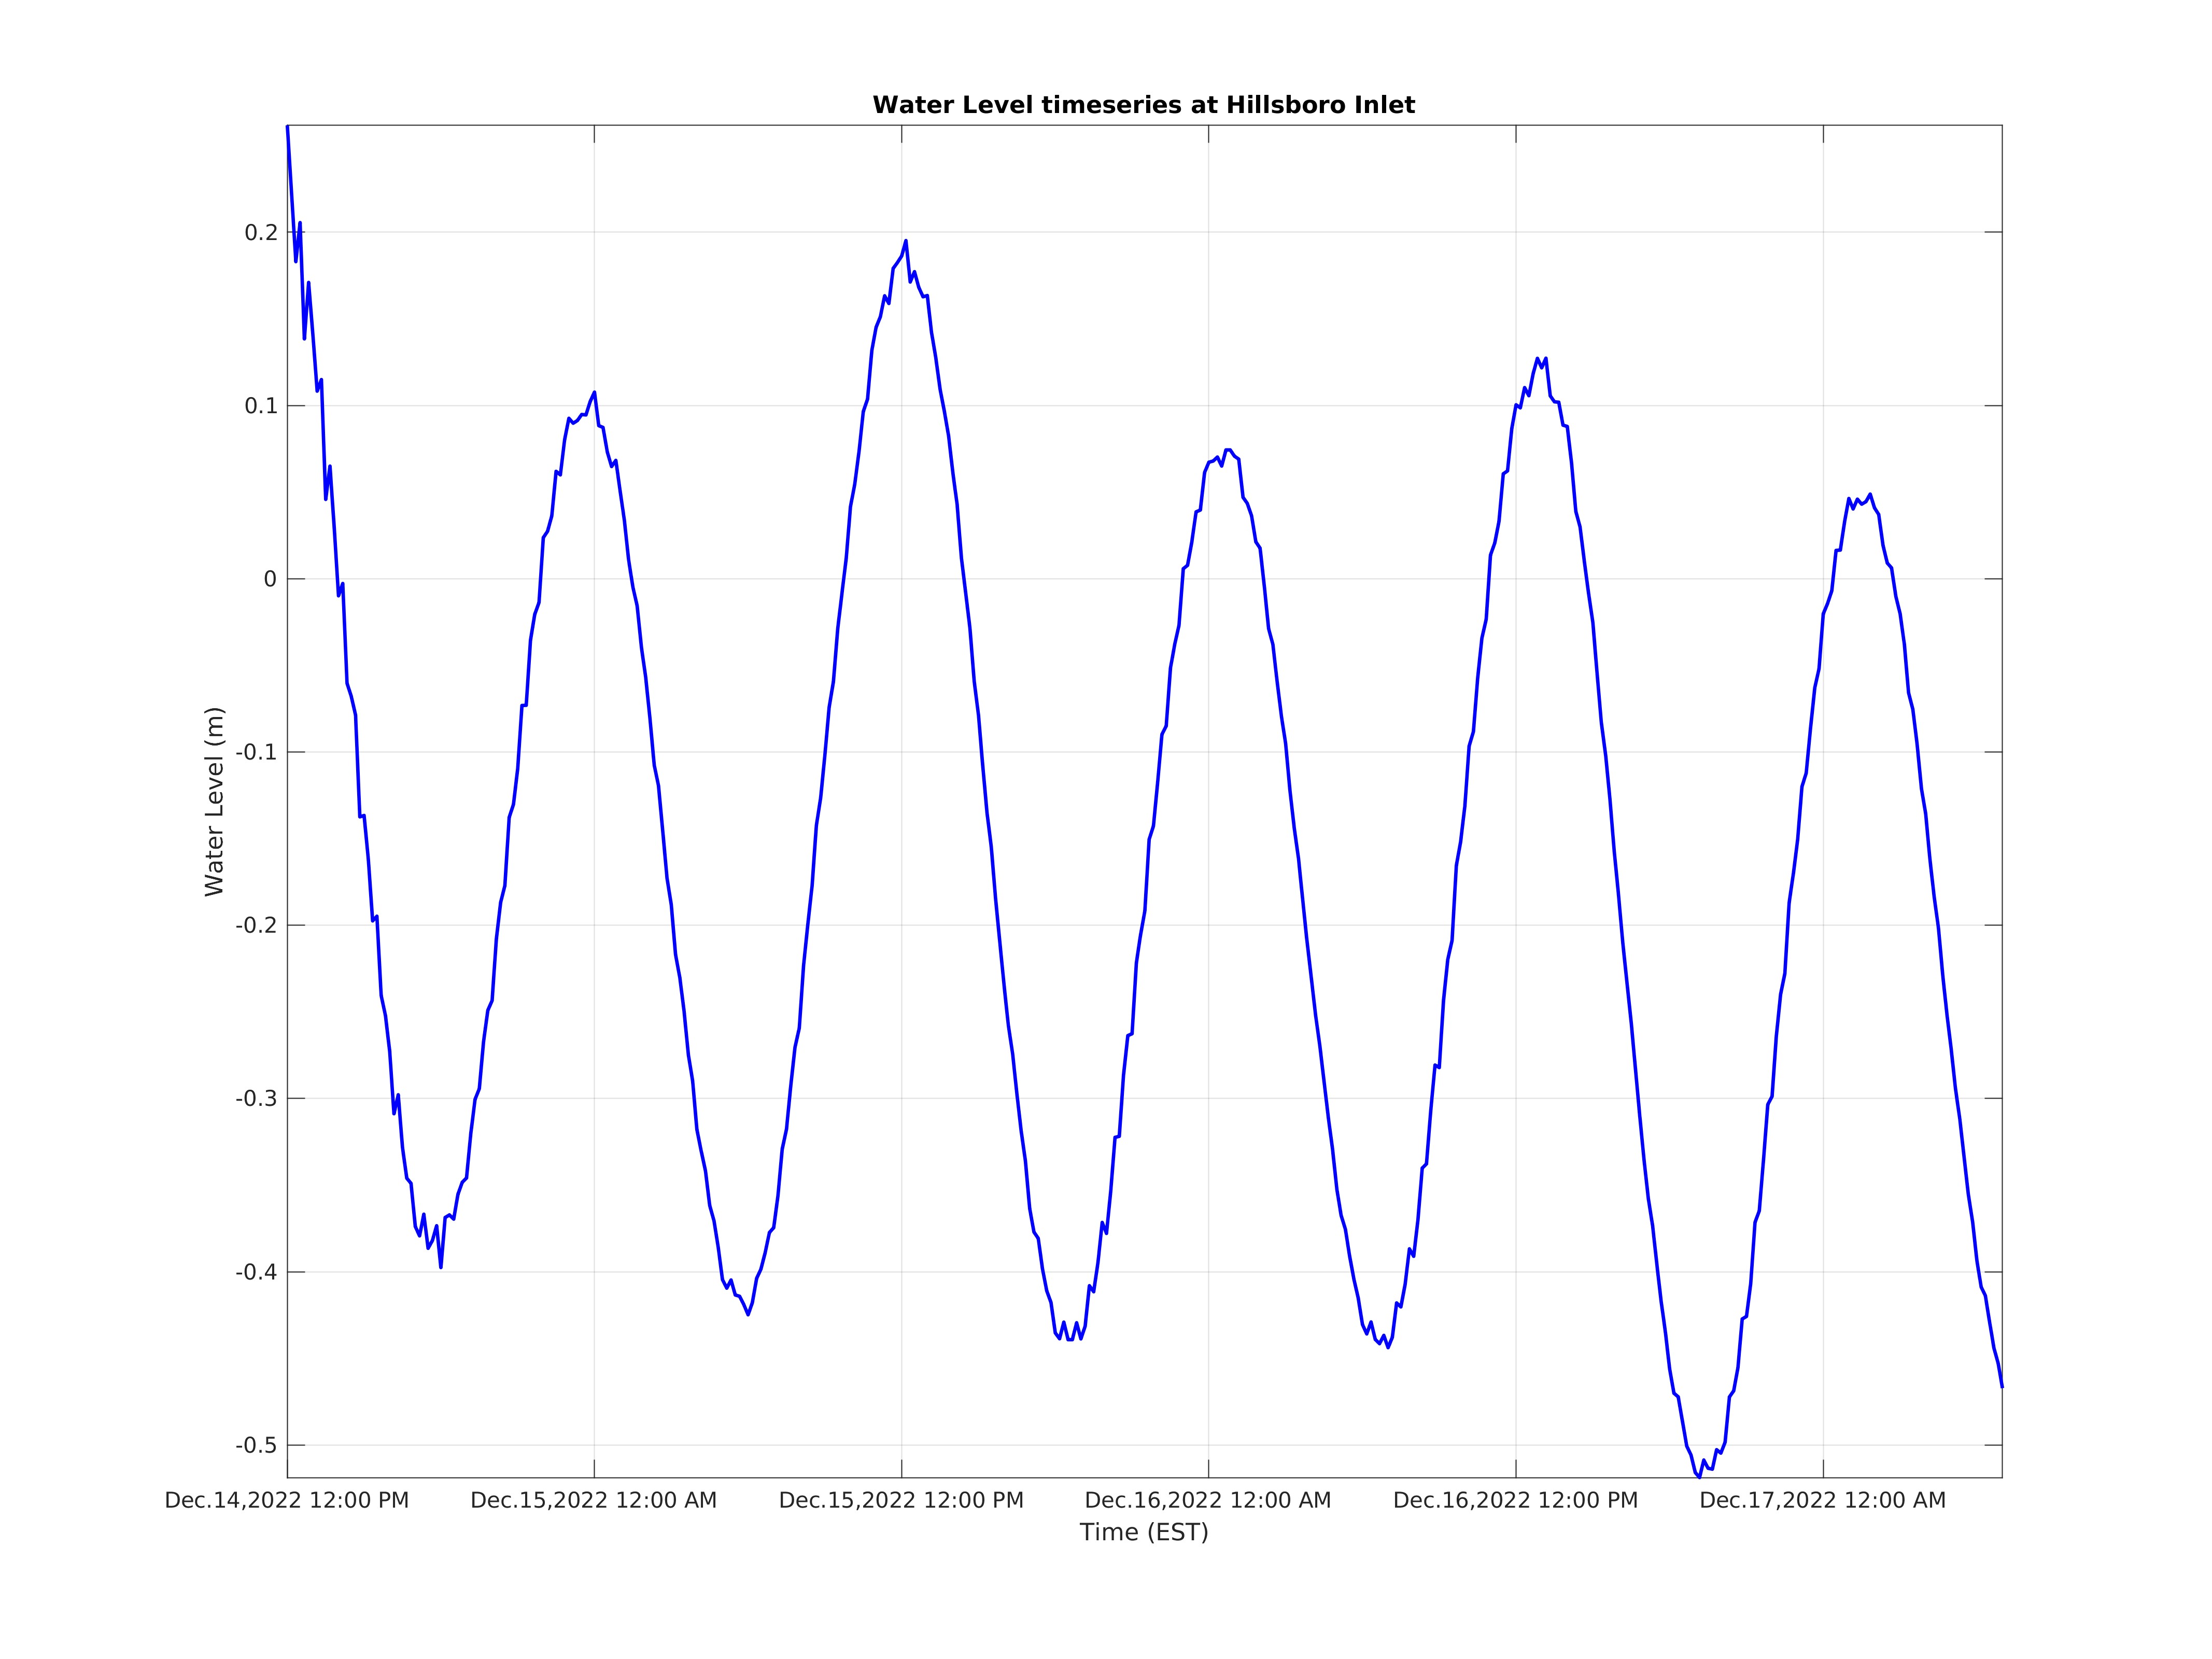 Water Level timeseries at Hillsboro Inlet
0.2
0.1
0
-0.1
-0.2
-0.3
-0.4
-0.5
Water Level (m)
Dec.14,2022 12:00 PM Dec.15,2022 12:00 AM Dec.15,2022 12:00 PM Dec.16,2022 12:00 AM Dec.16,2022 12:00 PM Dec.17,2022 12:00 AM
Time (EST)